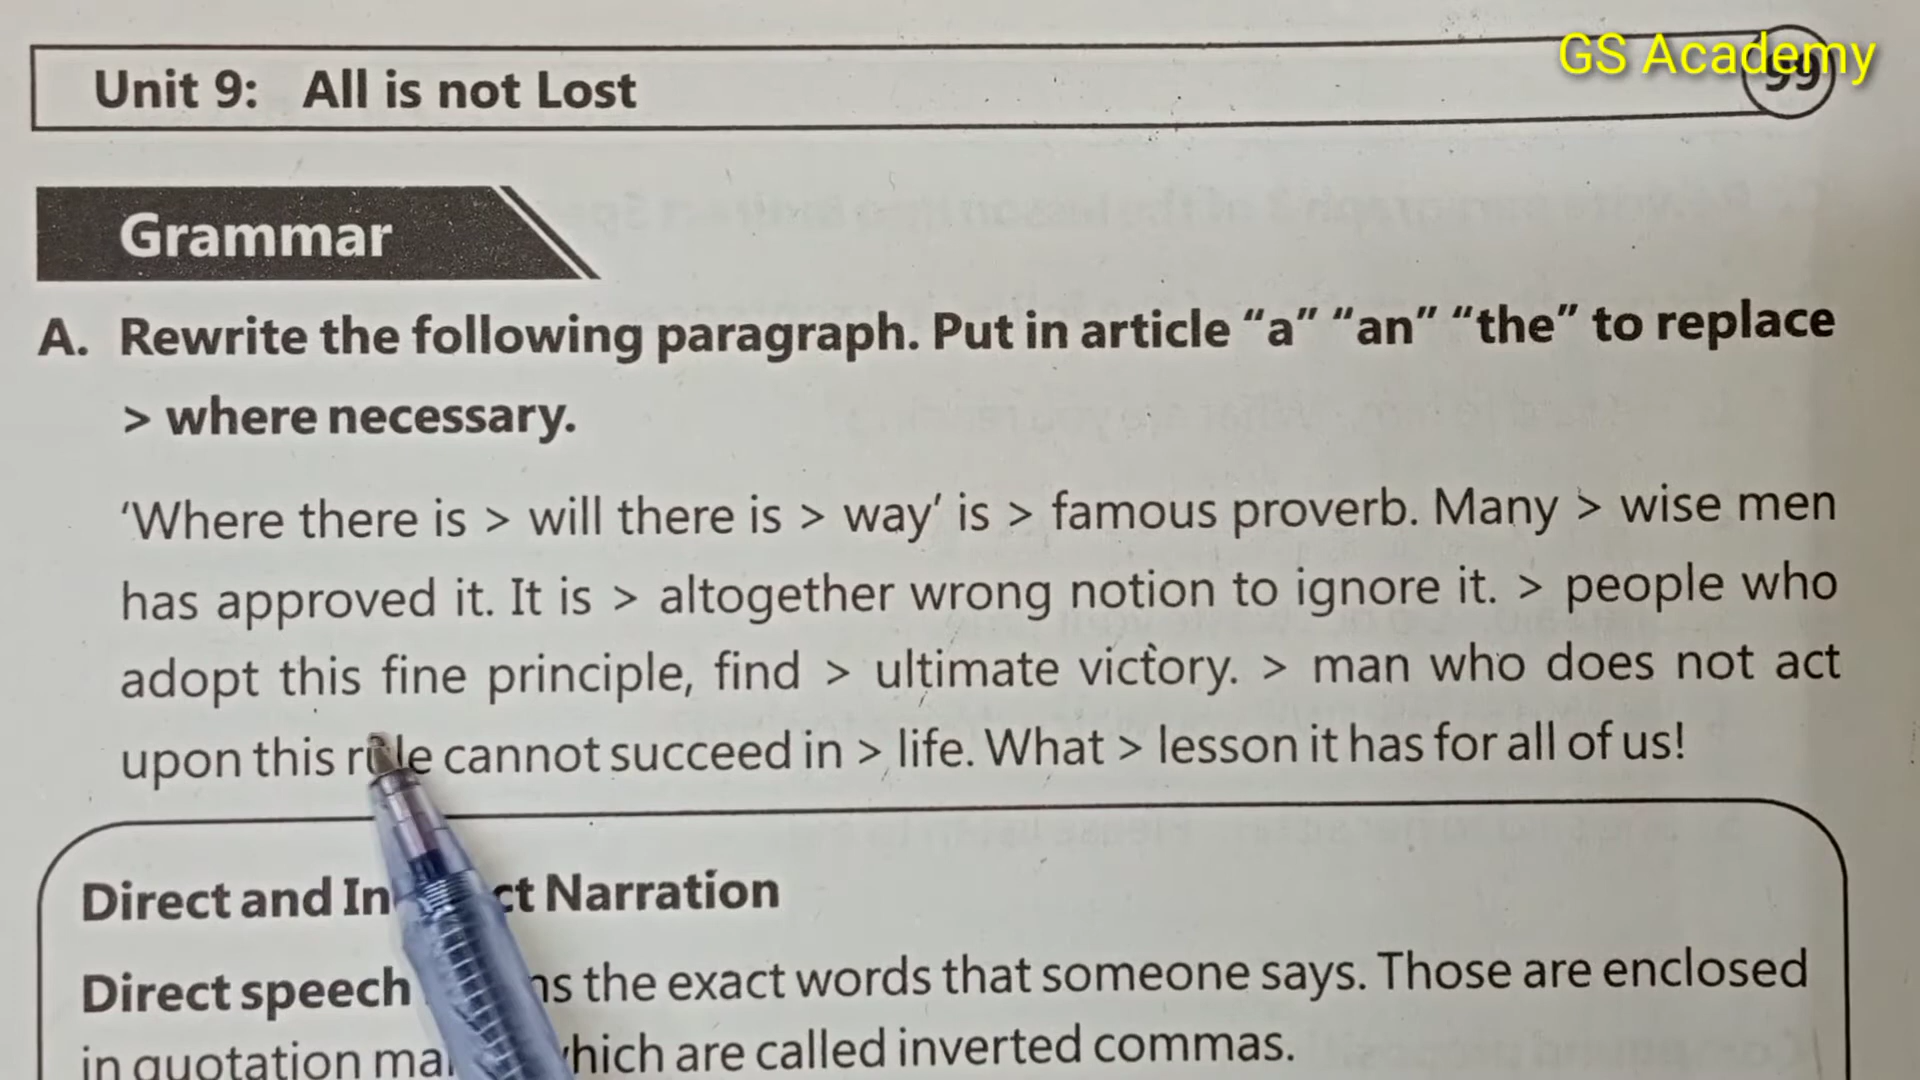 GS Academy
Unit 9: All is not Lost 99
Grammar
A. Rewrite the following paragraph. Put in article “a” “an” “the” to replace
> where necessary.
‘Where there is > will there is > way’ is > famous proverb. Many > wise men
has approved it. It is > altogether wrong notion to ignore it. > people who
adopt this fine principle, find > ultimate victory. > man who does not act
upon this rule cannot succeed in > life. What > lesson it has for all of us!
Direct and In ct Narration
Direct speech ns the exact words that someone says. Those are enclosed
in quotation ma hich are called inverted commas.